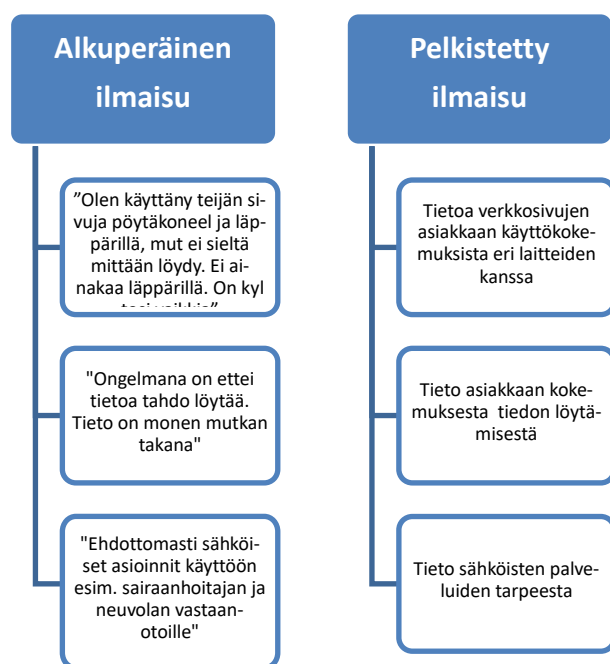 Alkuperäinen
ilmaisu
”Olen käyttäny teijän si-
vuja pöytäkoneel ja läp-
pärillä, mut ei sieltä
mittään löydy. Ei ai-
nakaa läppärillä. On kyl
"Ongelmana on ettei
tietoa tahdo löytää.
Tieto on monen mutkan
takana"
"Ehdottomasti sähköi-
set asioinnit käyttöön
esim. sairaanhoitajan ja
neuvolan vastaan-
otoille"
Pelkistetty
ilmaisu
Tietoa verkkosivujen
asiakkaan käyttökoke-
muksista eri laitteiden
kanssa
Tieto asiakkaan koke-
muksesta tiedon löytä-
misestä
Tieto sähköisten palve-
luiden tarpeesta